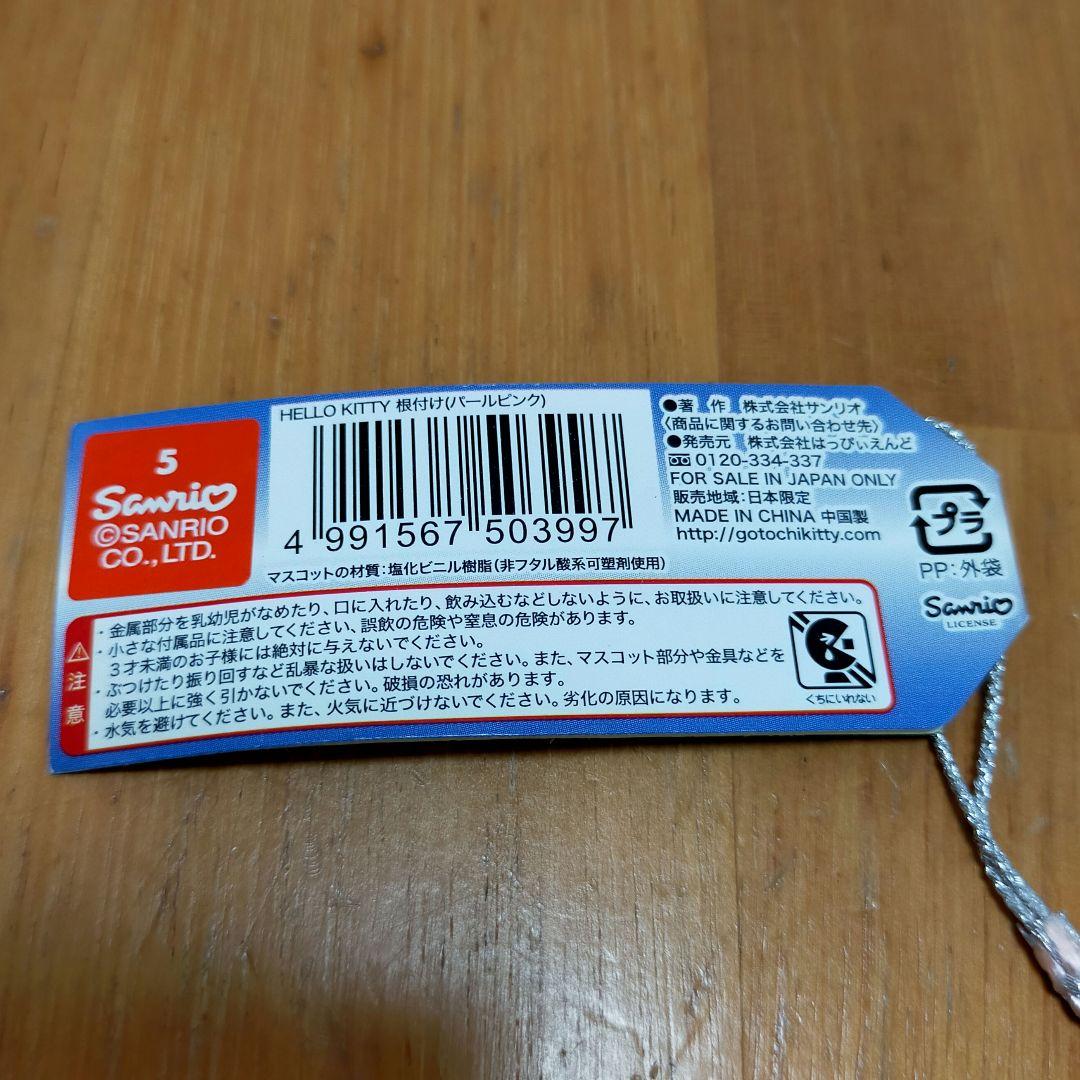 5
Sanrio
©SANRIO
CO.,LTD.
HELLO KITTY 根付け(パールピンク)
4 991567 503997
マスコットの材質:塩化ビニル樹脂(非フタル酸系可塑剤使用)
●著 作 株式会社サンリオ
〈商品に関するお問い合わせ先〉
●発売元 株式会社はっぴぃえんど
0120-334-337
FOR SALE IN JAPAN ONLY
販売地域:日本限定
MADE IN CHINA 中国製
http://gotochikitty.com
プラ
PP:外袋
Sanrio
LICENSE
注意
・金属部分を乳幼児がなめたり、口に入れたり、飲み込むなどしないように、お取扱いに注意してください。
・小さな付属品に注意してください、誤飲の危険や窒息の危険があります。
3才未満のお子様には絶対に与えないでください。
・ぶつけたり振り回すなど乱暴な扱いはしないでください。また、マスコット部分や金具などを
必要以上に強く引かないでください。破損の恐れがあります。
・水気を避けてください。また、火気に近づけないでください。劣化の原因になります。
くちにいれない